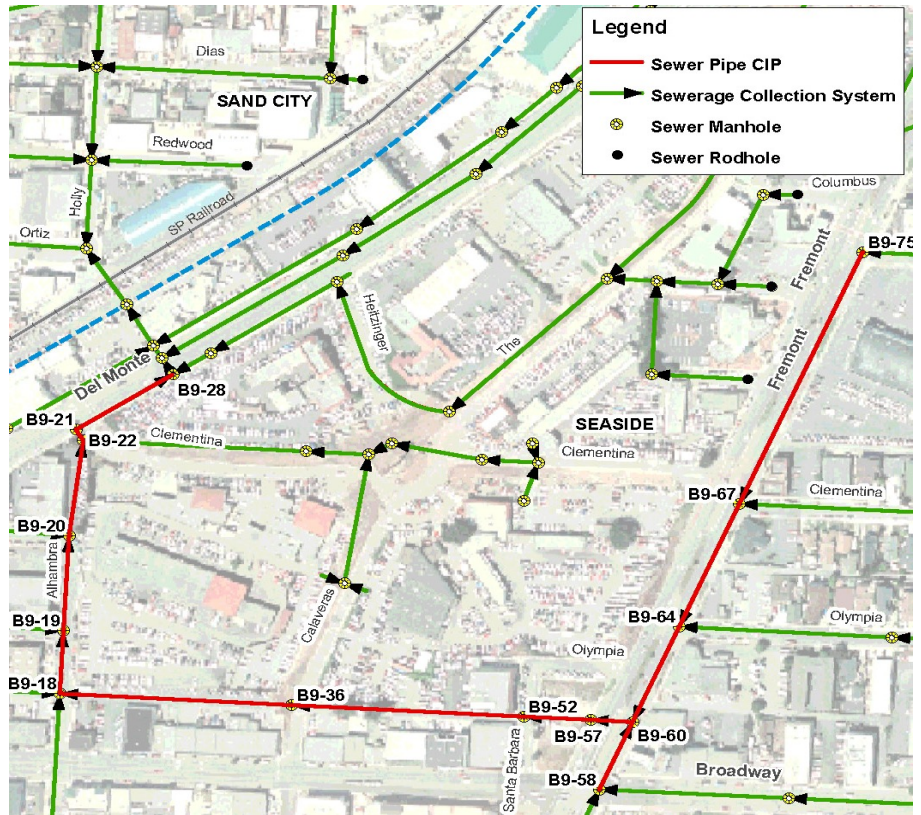 Legend
Sewer Pipe CIP
Sewerage Collection System
Sewer Manhole
Sewer Rodhole
Dias
SAND CITY
Redwood
Holly
SP Railroad
Ortiz
Columbus
B9-75
Fremont
Fremont
Heitzinger
The
Del Monte
B9-28
B9-21
B9-22
Clementina
SEASIDE
Clementina
B9-67
Clementina
B9-20
Alhambra
Calaveras
B9-19
B9-64
Olympia
Olympia
B9-18
B9-36
B9-52
B9-57
B9-60
Santa Barbara
B9-58
Broadway